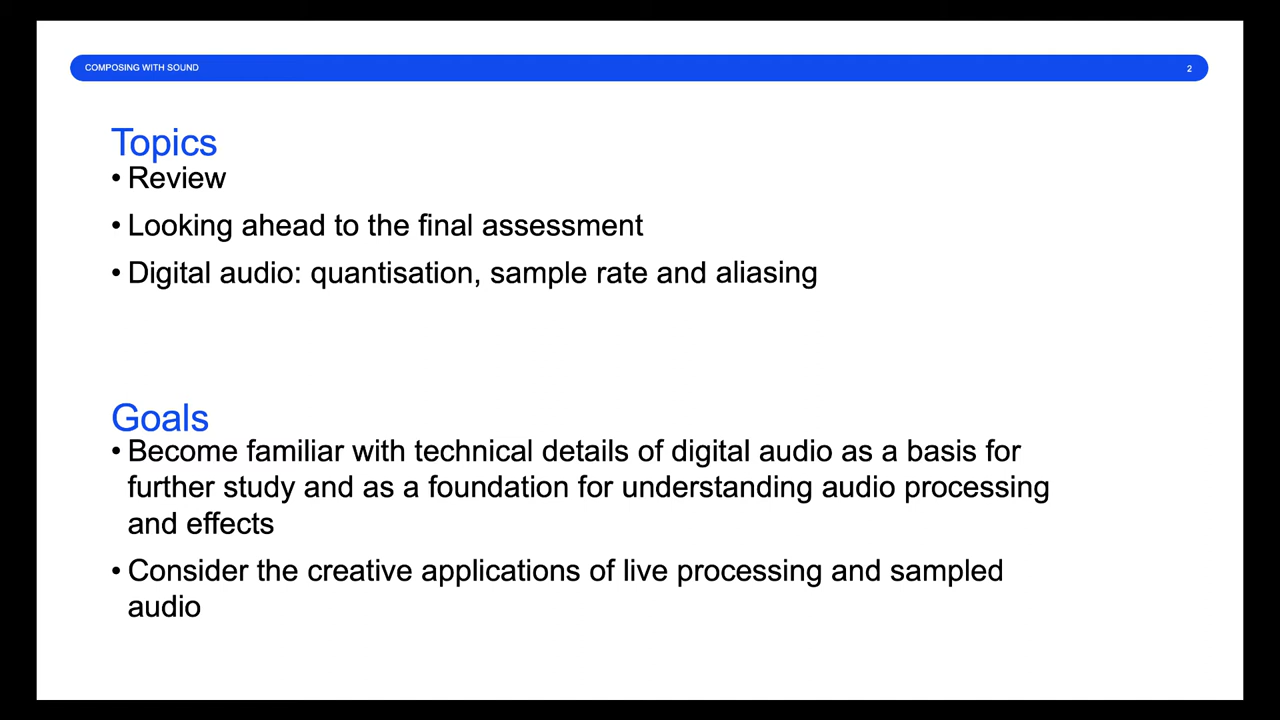 COMPOSING WITH SOUND
2
Topics
• Review
• Looking ahead to the final assessment
• Digital audio: quantisation, sample rate and aliasing
Goals
• Become familiar with technical details of digital audio as a basis for
further study and as a foundation for understanding audio processing
and effects
• Consider the creative applications of live processing and sampled
audio